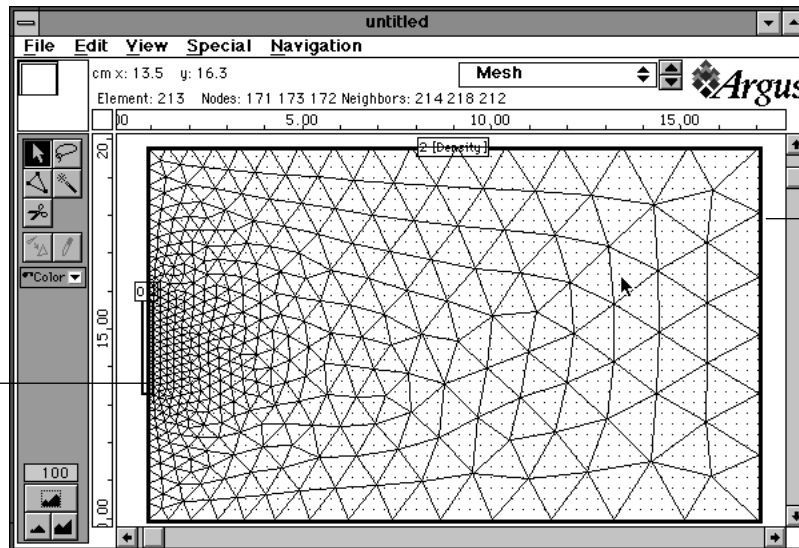 untitled
File Edit View Special Navigation
cm x: 13.5 y: 16.3
Mesh
Argus
Element: 213 Nodes: 171 173 172 Neighbors: 214 218 212
00 5.00 10.00 15.00
2 [Density]
20
Color
0
15.00
100
0.00